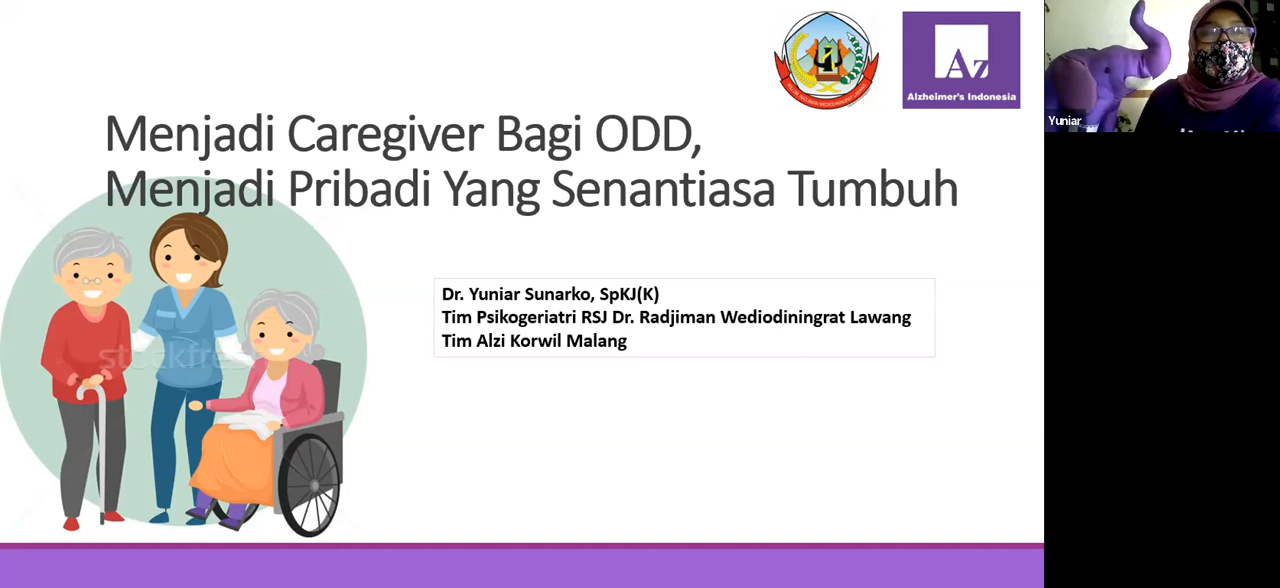 Az
Alzheimer's Indonesia
Yuniar
Menjadi Caregiver Bagi ODD,
Menjadi Pribadi Yang Senantiasa Tumbuh
stockfres
Dr. Yuniar Sunarko, SpKJ(K)
Tim Psikogeriatri RSJ Dr. Radjiman Wediodiningrat Lawang
Tim Alzi Korwil Malang